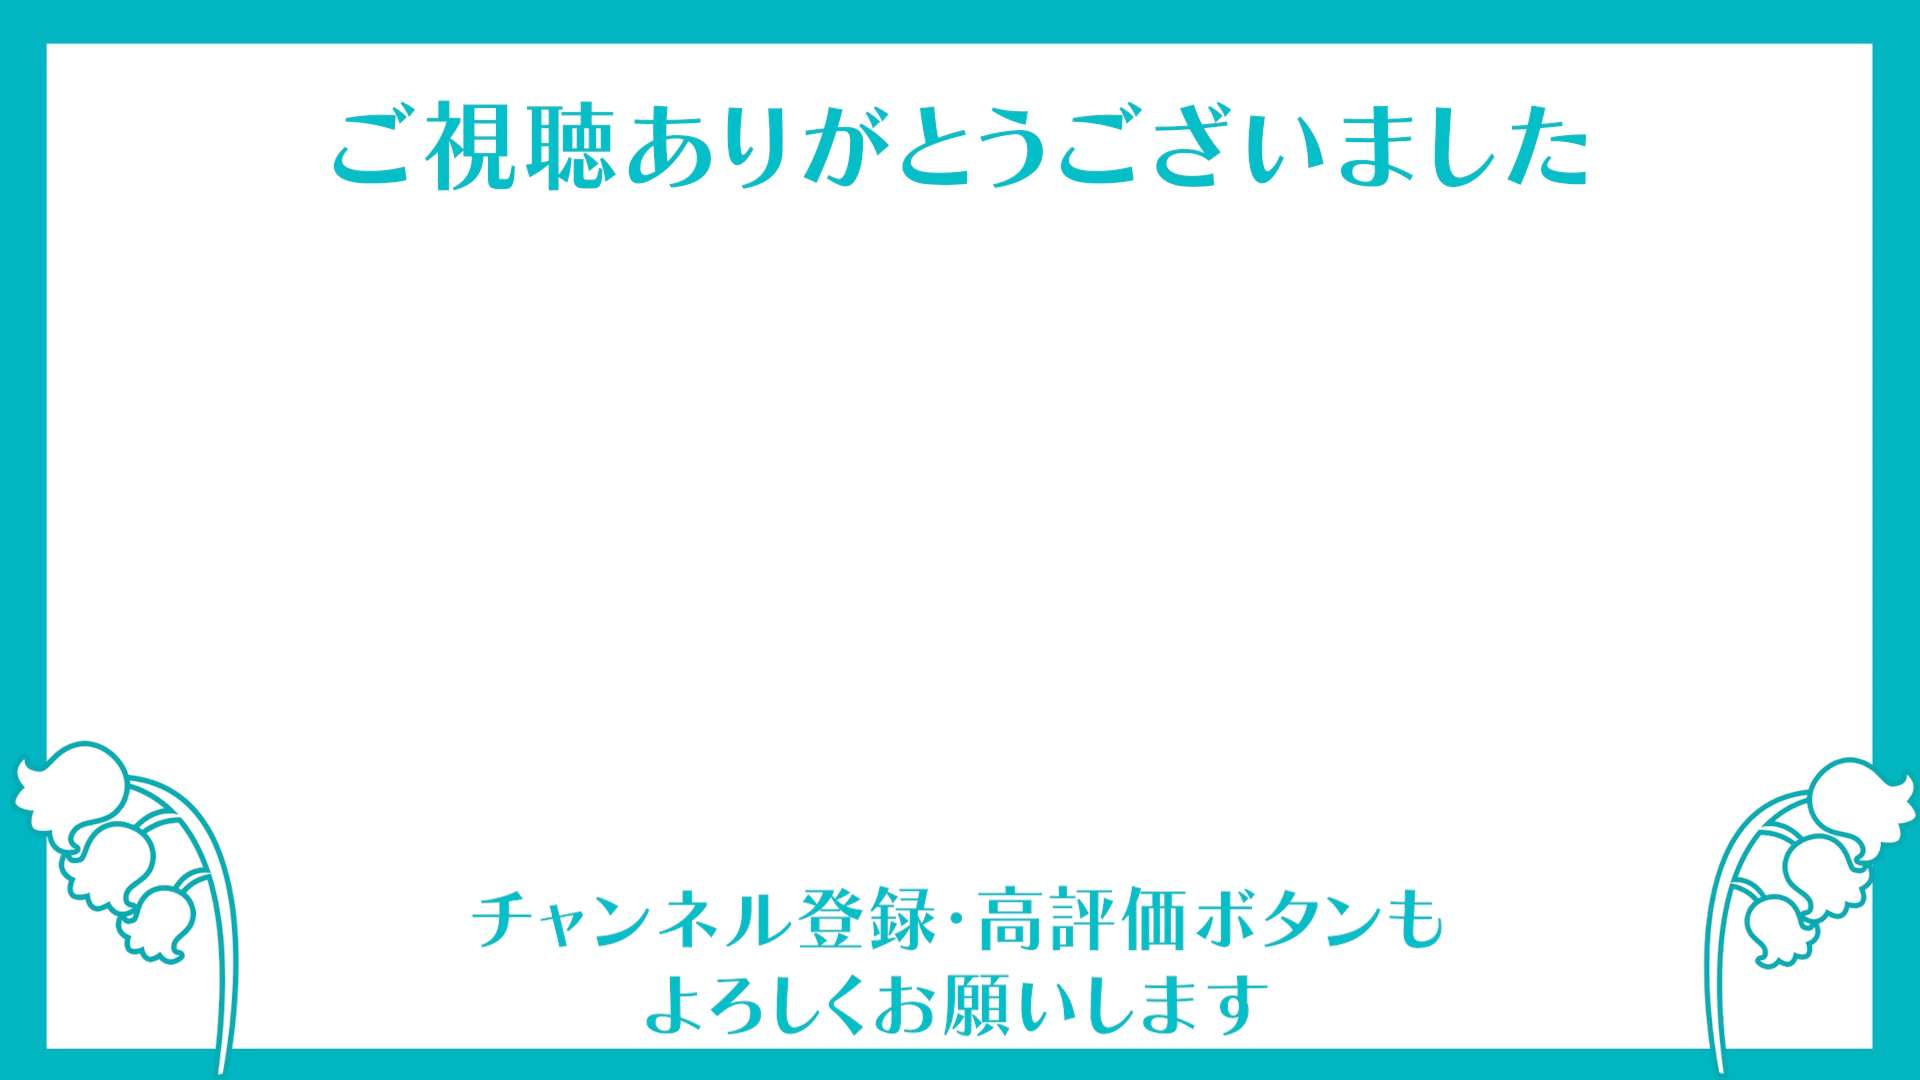 ご視聴ありがとうございました
チャンネル登録･高評価ボタンも
よろしくお願いします